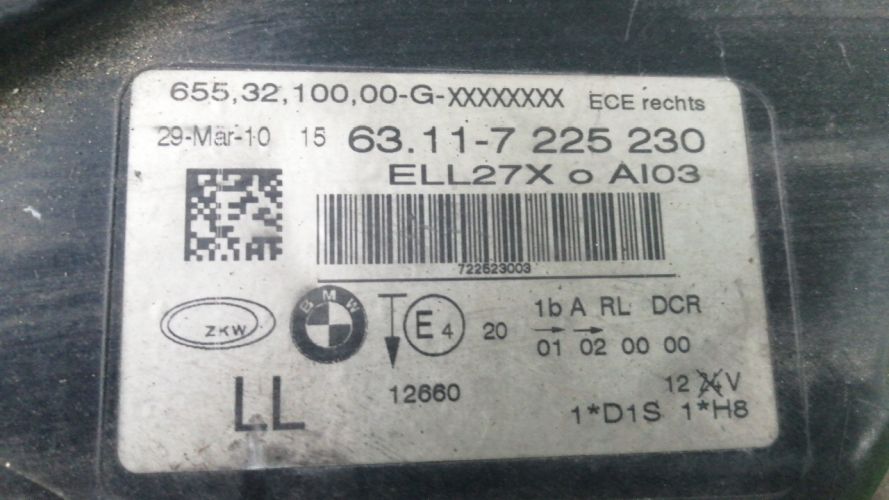 655,32,100,00-G-XXXXXXXX ECE rechts
29-Mär-10 15 63.11-7 225 230
ELL27X o AI03
722523003
ZKW BMW E4 20 1b A RL DCR
01 02 00 00
LL 12660 12 24 V
1*D1S 1*H8